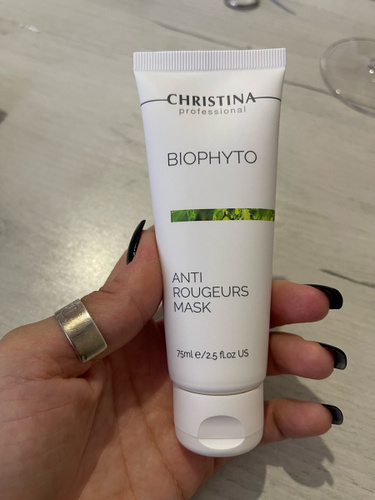 CHRISTINA
professional
BIOPHYTO
ANTI
ROUGEURS
MASK
75ml e/2.5 fl.oz US